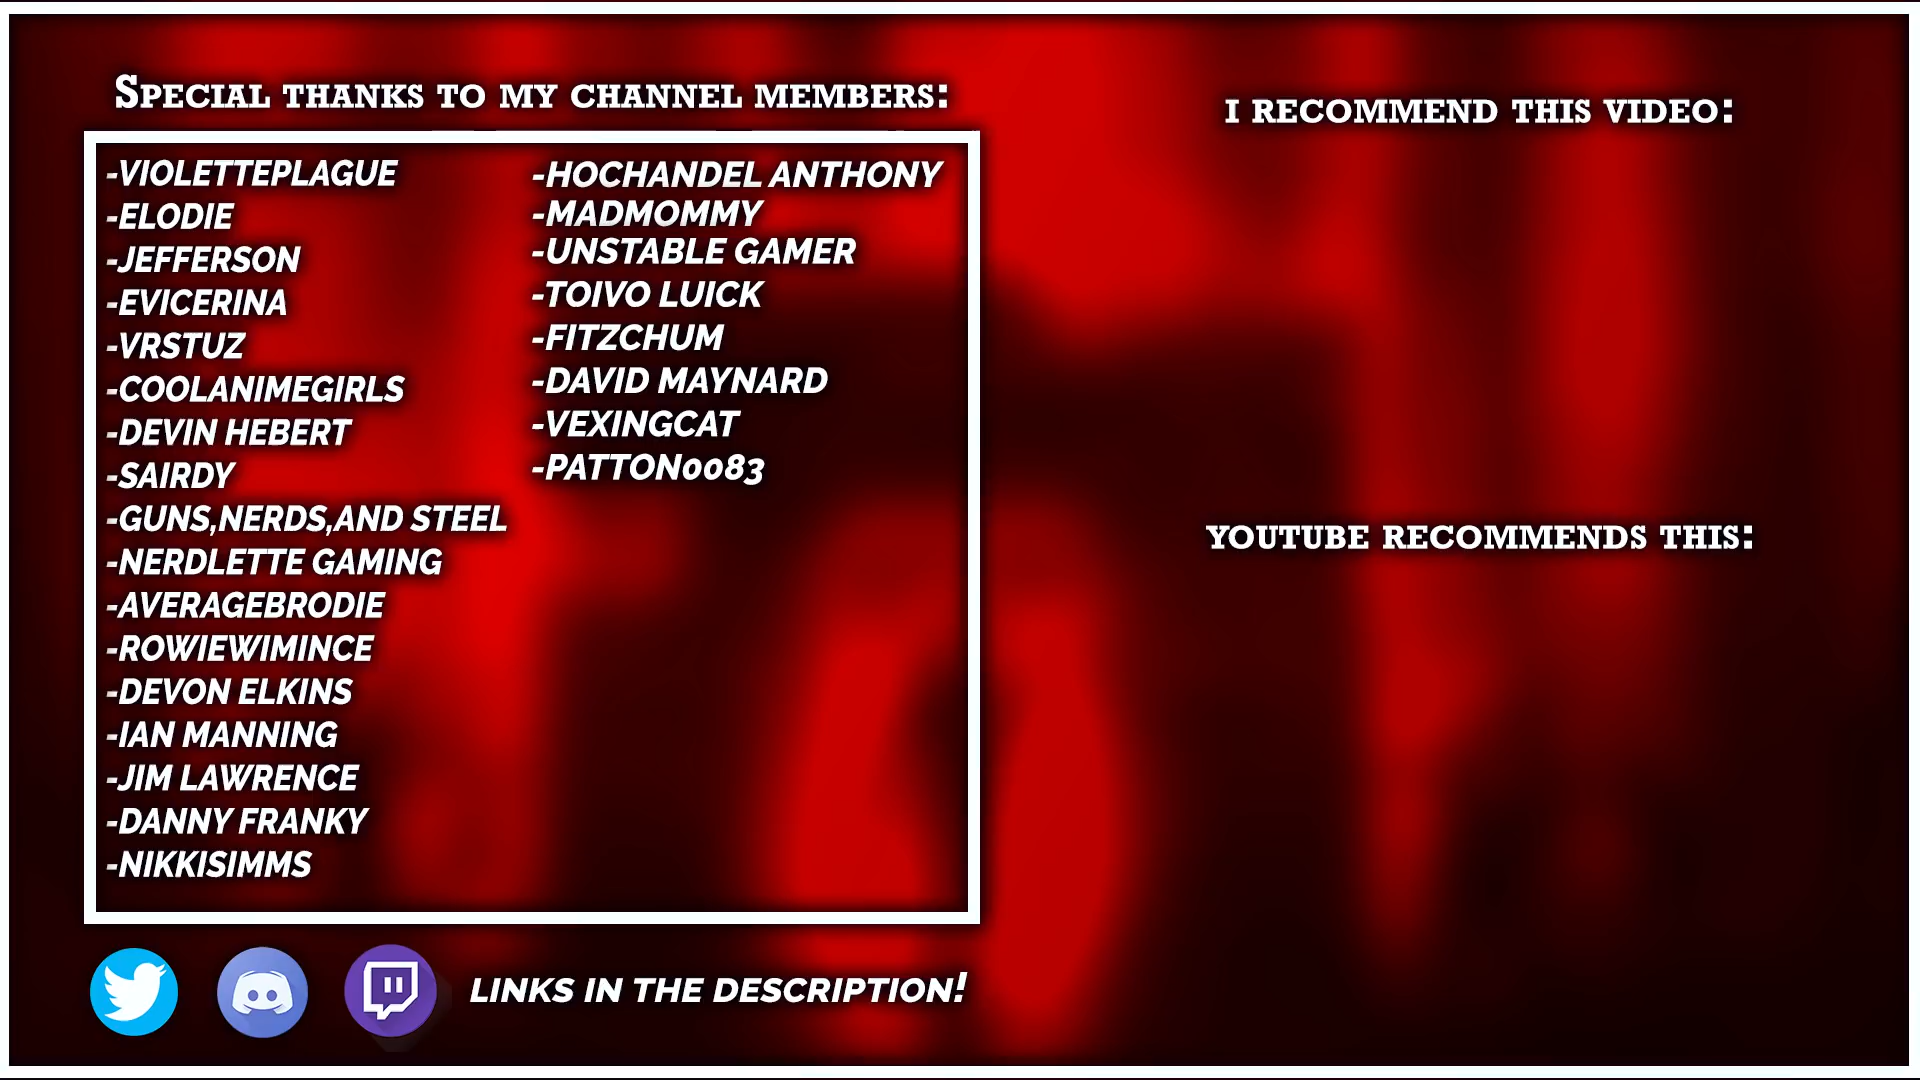 Special thanks to my channel members:
-VIOLETTEPLAGUE
-ELODIE
-JEFFERSON
-EVICERINA
-VRSTUZ
-COOLANIMEGIRLS
-DEVIN HEBERT
-SAIRDY
-GUNS,NERDS,AND STEEL
-NERDLETTE GAMING
-AVERAGEBRODIE
-ROWIEWIMINCE
-DEVON ELKINS
-IAN MANNING
-JIM LAWRENCE
-DANNY FRANKY
-NIKKISIMMS
-HOCHANDEL ANTHONY
-MADMOMMY
-UNSTABLE GAMER
-TOIVO LUICK
-FITZCHUM
-DAVID MAYNARD
-VEXINGCAT
-PATTON0083
LINKS IN THE DESCRIPTION!
I RECOMMEND THIS VIDEO:
YOUTUBE RECOMMENDS THIS: